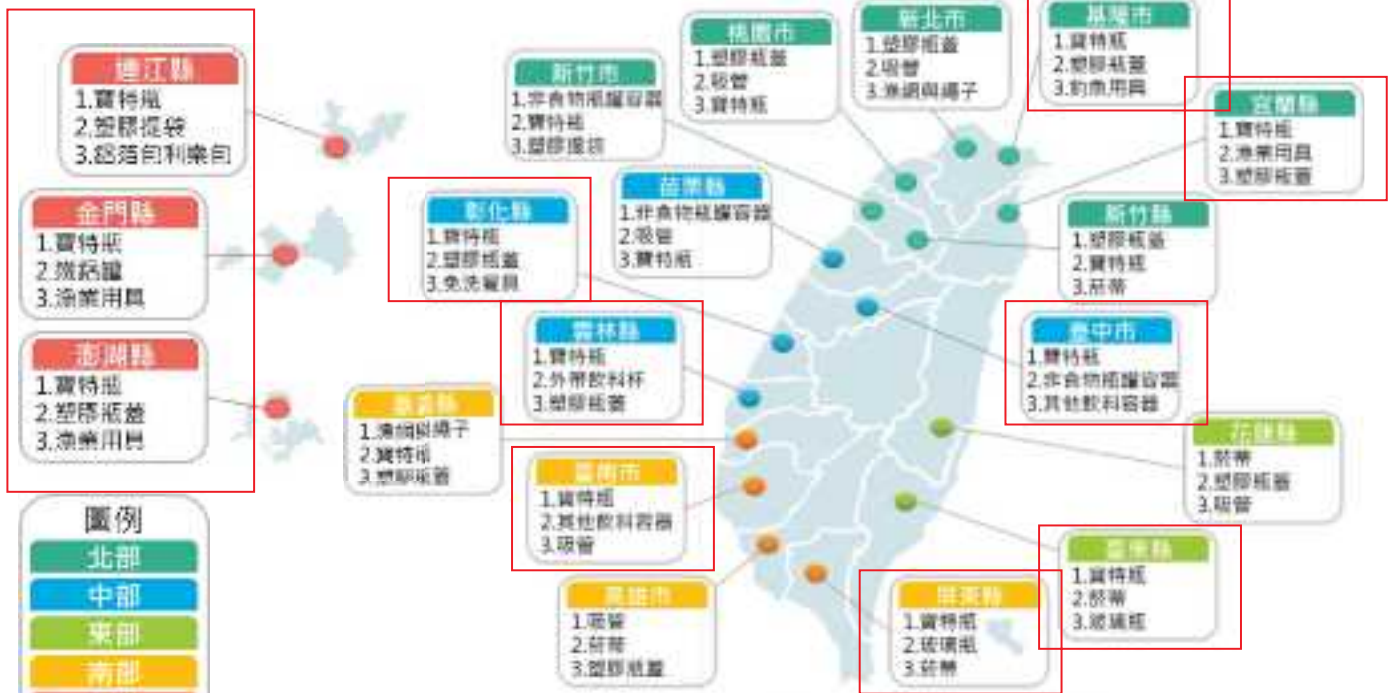 連江縣
1.寶特瓶
2.塑膠提袋
3.鋁箔包利樂包
金門縣
1.寶特瓶
2.鐵鋁罐
3.漁業用具
澎湖縣
1.寶特瓶
2.塑膠瓶蓋
3.漁業用具
新竹市
1.非食物瓶罐容器
2.寶特瓶
3.塑膠提袋
桃園市
1.塑膠瓶蓋
2.吸管
3.寶特瓶
新北市
1.塑膠瓶蓋
2.吸管
3.漁網與繩子
基隆市
1.寶特瓶
2.塑膠瓶蓋
3.釣魚用具
宜蘭縣
1.寶特瓶
2.漁業用具
3.塑膠瓶蓋
彰化縣
1.寶特瓶
2.塑膠瓶蓋
3.免洗餐具
苗栗縣
1.非食物瓶罐容器
2.吸管
3.寶特瓶
新竹縣
1.塑膠瓶蓋
2.寶特瓶
3.菸蒂
雲林縣
1.寶特瓶
2.外帶飲料杯
3.塑膠瓶蓋
臺中市
1.寶特瓶
2.非食物瓶罐容器
3.其他飲料容器
嘉義縣
1.漁網與繩子
2.寶特瓶
3.塑膠瓶蓋
臺南市
1.寶特瓶
2.其他飲料容器
3.吸管
花蓮縣
1.菸蒂
2.塑膠瓶蓋
3.吸管
高雄市
1.吸管
2.菸蒂
3.塑膠瓶蓋
屏東縣
1.寶特瓶
2.玻璃瓶
3.菸蒂
臺東縣
1.寶特瓶
2.菸蒂
3.玻璃瓶
圖例
北部
中部
東部
南部